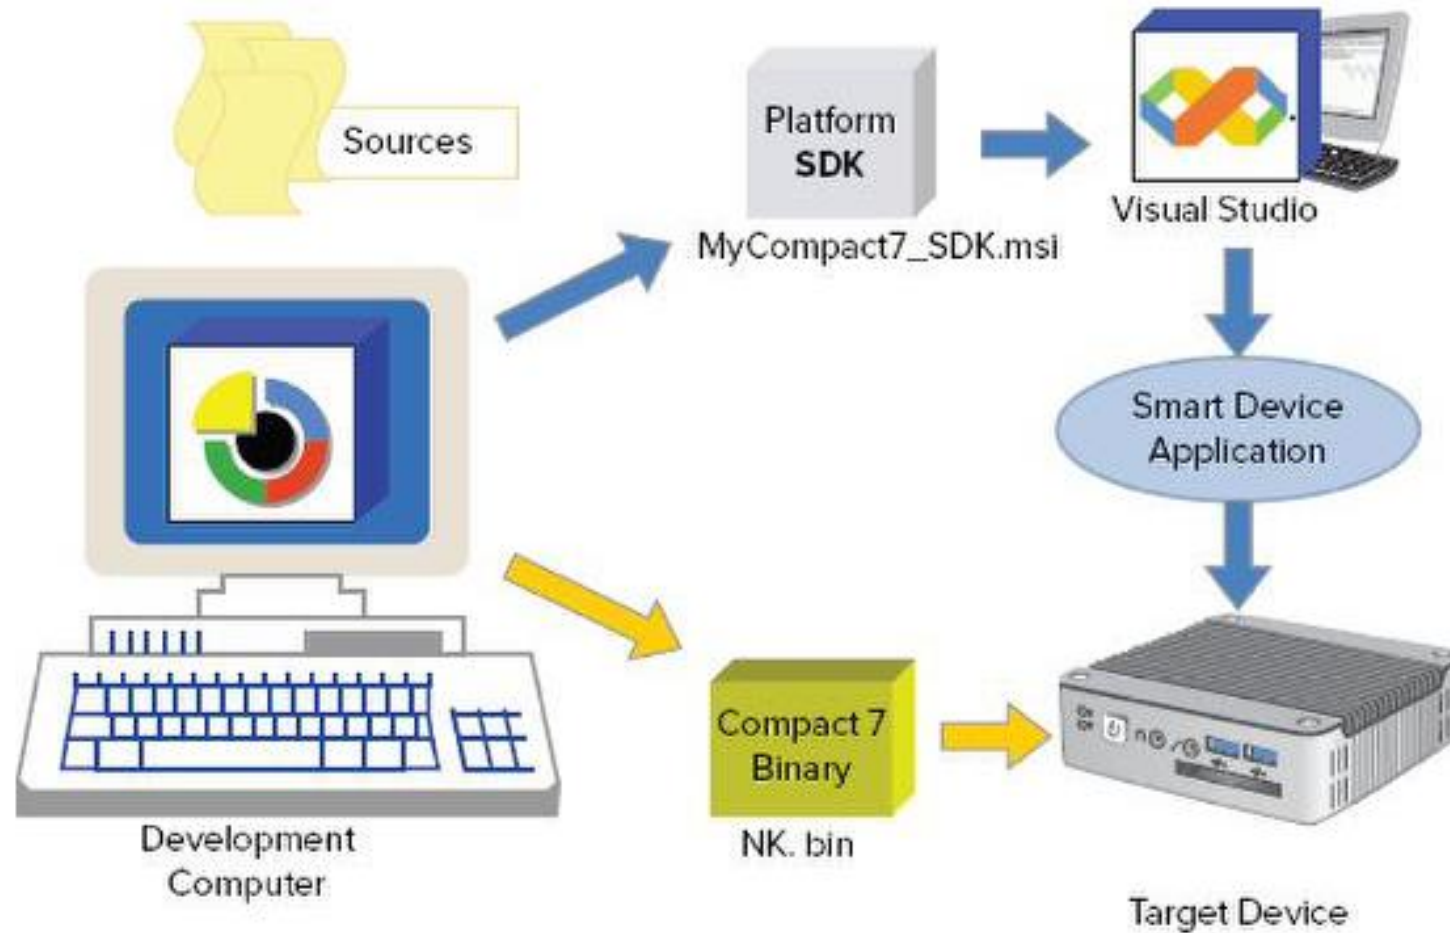 Sources
Platform
SDK
MyCompact7_SDK.msi
Visual Studio
Smart Device
Application
Compact 7
Binary
NK. bin
Development
Computer
Target Device